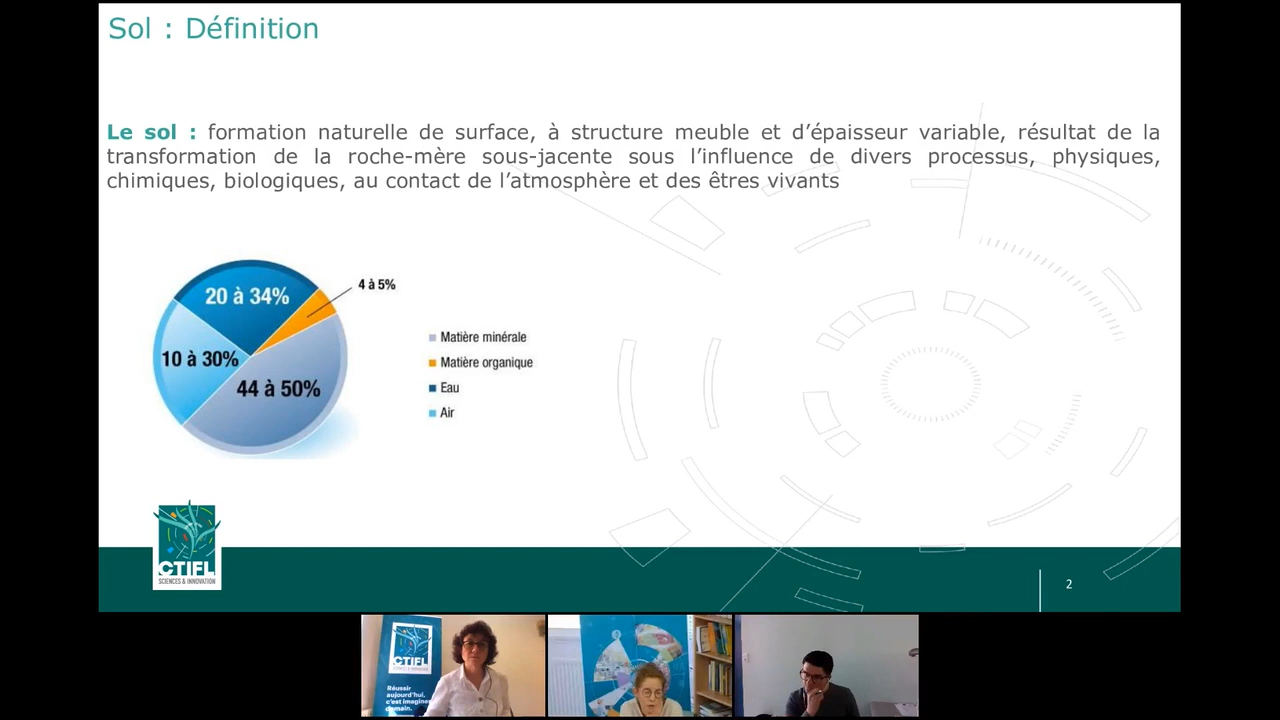 Sol : Définition
Le sol : formation naturelle de surface, à structure meuble et d’épaisseur variable, résultat de la
transformation de la roche-mère sous-jacente sous l’influence de divers processus, physiques,
chimiques, biologiques, au contact de l’atmosphère et des êtres vivants
4 à 5%
20 à 34%
10 à 30%
44 à 50%
Matière minérale
Matière organique
Eau
Air
CTIFL
SCIENCES & INNOVATION
2
CTIFL
Réussir
aujourd'hui,
c'est imaginer
demain.